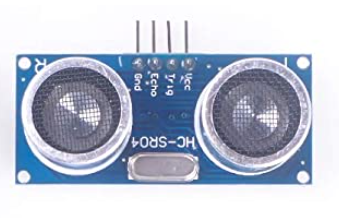 R
T
Gnd
Echo
Trig
Vcc
HC-SR04